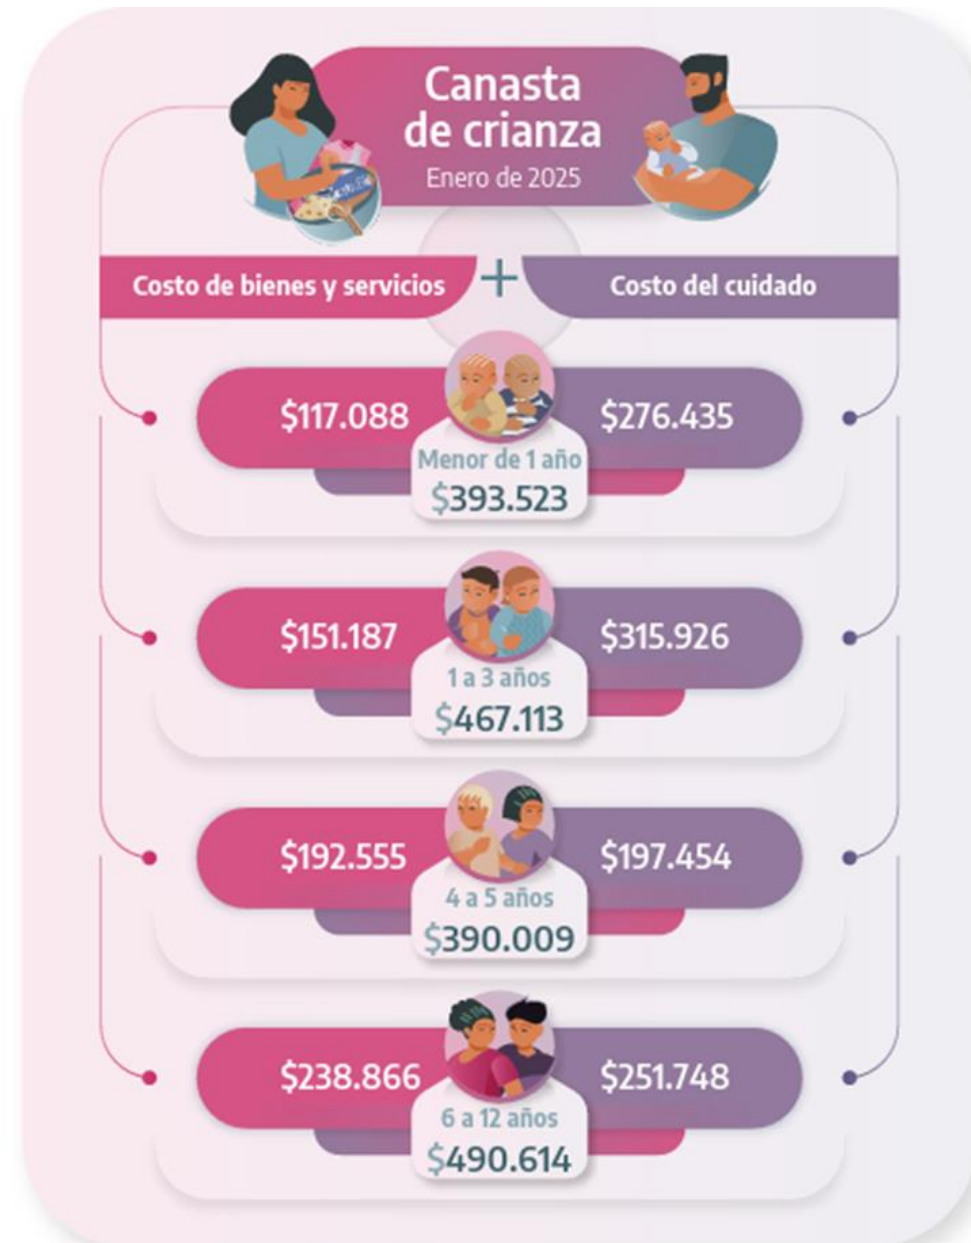 Canasta
de crianza
Enero de 2025
Costo de bienes y servicios
+
Costo del cuidado
$117.088
$276.435
Menor de 1 año
$393.523
$151.187
$315.926
1 a 3 años
$467.113
$192.555
$197.454
4 a 5 años
$390.009
$238.866
$251.748
6 a 12 años
$490.614